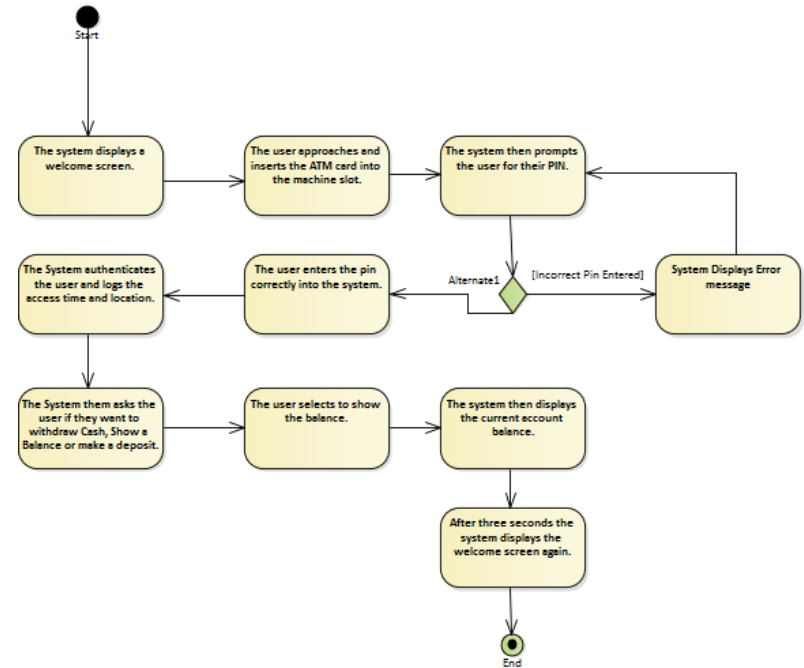 Start
The system displays a
welcome screen.
The user approaches and
inserts the ATM card into
the machine slot.
The system then prompts
the user for their PIN.
The System authenticates
the user and logs the
access time and location.
The user enters the pin
correctly into the system.
Alternate1
[Incorrect Pin Entered]
System Displays Error
message
The System them asks the
user if they want to
withdraw Cash, Show a
Balance or make a deposit.
The user selects to show
the balance.
The system then displays
the current account
balance.
After three seconds the
system displays the
welcome screen again.
End